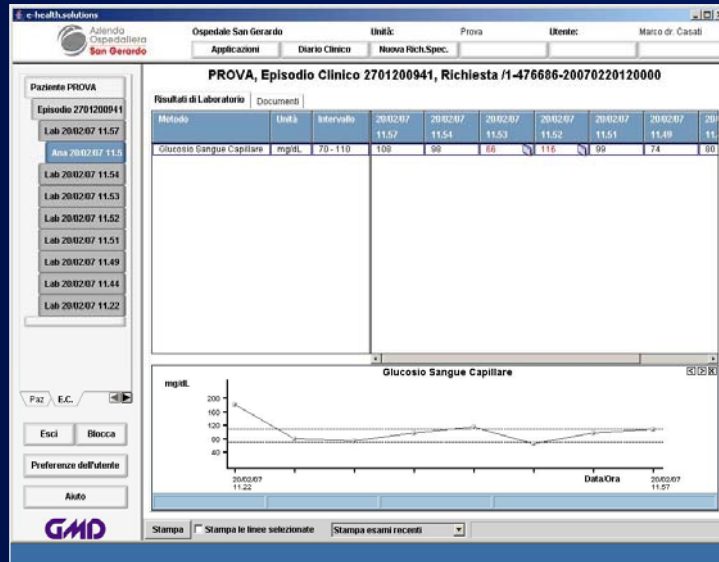 e-health.solutions
Azienda Ospedaliera San Gerardo
Ospedale San Gerardo Unità: Prova Utente: Marco dr. Casati
Applicazioni Diario Clinico Nuova Rich.Spec.
PROVA, Episodio Clinico 2701200941, Richiesta /1-476686-20070220120000
Paziente PROVA
Episodio 2701200941
Lab 20/02/07 11.57
Ana 20/02/07 11.5
Lab 20/02/07 11.54
Lab 20/02/07 11.53
Lab 20/02/07 11.52
Lab 20/02/07 11.51
Lab 20/02/07 11.49
Lab 20/02/07 11.44
Lab 20/02/07 11.22
Paz E.C.
Esci Blocca
Preferenze dell'utente
Aiuto
GMD
Risultati di Laboratorio Documenti
Metodo Unità Intervallo 20/02/07 20/02/07 20/02/07 20/02/07 20/02/07 20/02/07
11.57 11.54 11.53 11.52 11.51 11.49
Glucosio Sangue Capillare mg/dL 70 - 110 108 98 66 116 99 74 80
Glucosio Sangue Capillare
mg/dL
200
160
120
80
40
20/02/07 Data/Ora 20/02/07
11.22 11.57
Stampa Stampa le linee selezionate Stampa esami recenti